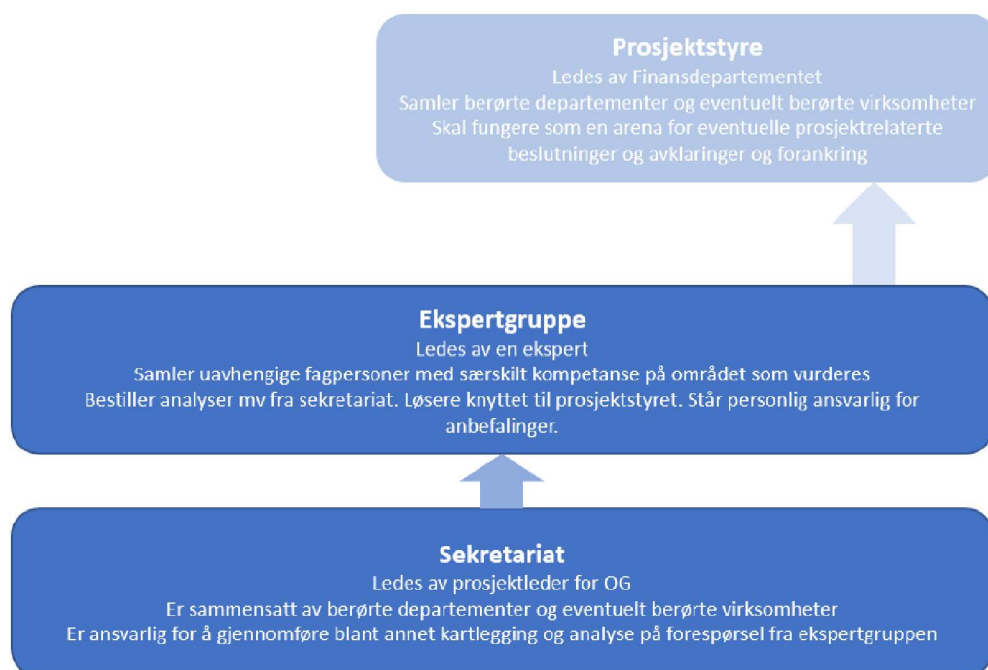 Prosjektstyre
Ledes av Finansdepartementet
Samler berørte departementer og eventuelt berørte virksomheter
Skal fungere som en arena for eventuelle prosjektrelaterte
beslutninger og avklaringer og forankring
Ekspertgruppe
Ledes av en ekspert
Samler uavhengige fagpersoner med særskilt kompetanse på området som vurderes
Bestiller analyser mv fra sekretariat. Løsere knyttet til prosjektstyret. Står personlig ansvarlig for
anbefalinger.
Sekretariat
Ledes av prosjektleder for OG
Er sammensatt av berørte departementer og eventuelt berørte virksomheter
Er ansvarlig for å gjennomføre blant annet kartlegging og analyse på forespørsel fra ekspertgruppen